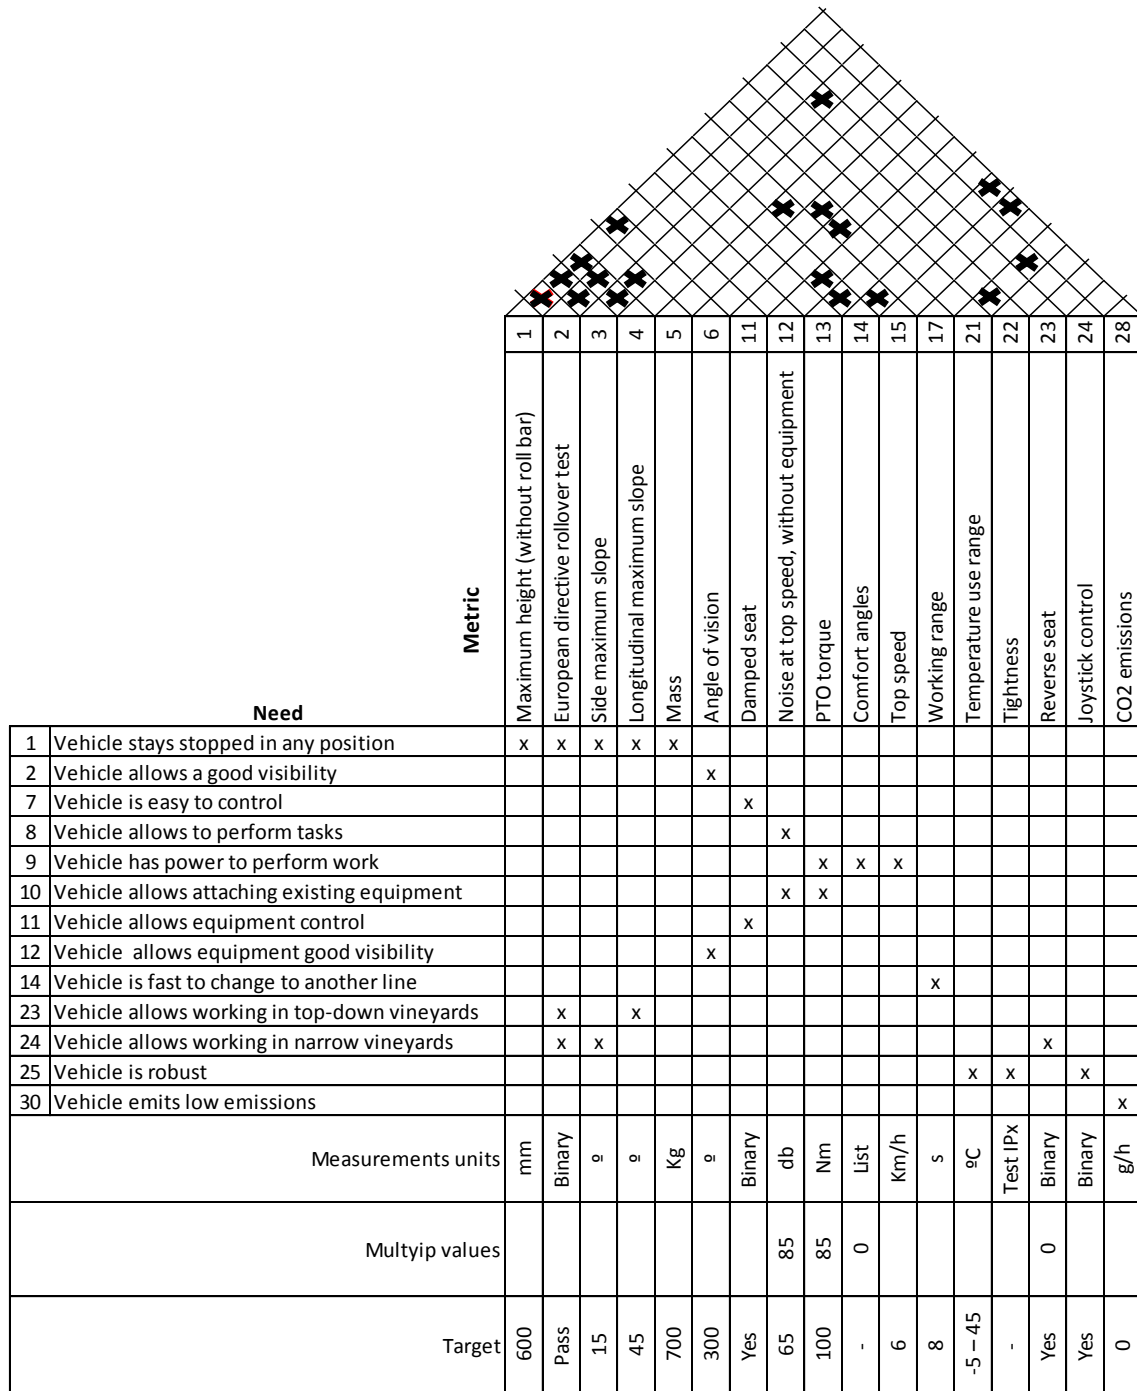 1 2 3 4 5 6 11 12 13 14 15 17 21 22 23 24 28
Metric
Maximum height (without roll bar)
European directive rollover test
Side maximum slope
Longitudinal maximum slope
Mass
Angle of vision
Damped seat
Noise at top speed, without equipment
PTO torque
Comfort angles
Top speed
Working range
Temperature use range
Tightness
Reverse seat
Joystick control
CO2 emissions
Need
1 Vehicle stays stopped in any position x x x x x
2 Vehicle allows a good visibility x
7 Vehicle is easy to control x
8 Vehicle allows to perform tasks x
9 Vehicle has power to perform work x x x
10 Vehicle allows attaching existing equipment x x
11 Vehicle allows equipment control x
12 Vehicle allows equipment good visibility x
14 Vehicle is fast to change to another line x
23 Vehicle allows working in top-down vineyards x x
24 Vehicle allows working in narrow vineyards x x x
25 Vehicle is robust x x x
30 Vehicle emits low emissions x
Measurements units mm Binary º º Kg º Binary db Nm List Km/h s ºC Test IPx Binary Binary g/h
Multyip values 85 85 0 0
Target 600 Pass 15 45 700 300 Yes 65 100 - 6 8 -5 – 45 - Yes Yes 0